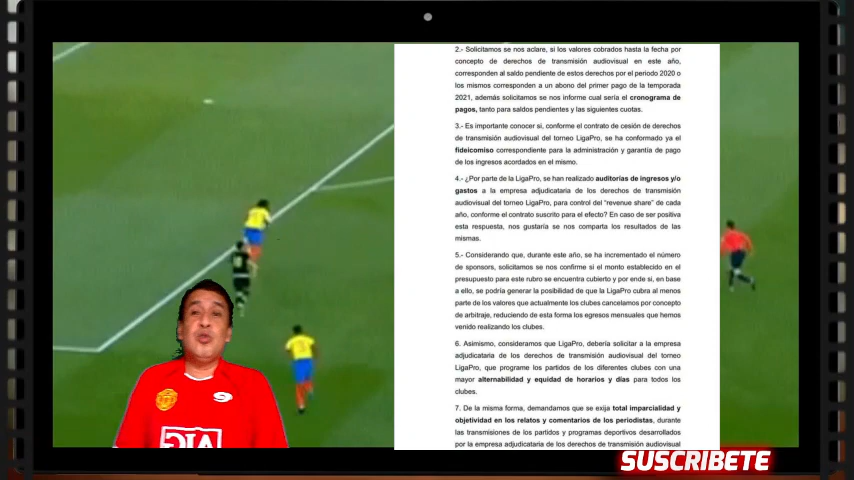 2.- Solicitamos se nos aclare, si los valores cobrados hasta la fecha por
concepto de derechos de transmisión audiovisual en este año,
corresponden al saldo pendiente de estos derechos por el periodo 2020 o
los mismos corresponden a un abono del primer pago de la temporada
2021, además solicitamos se nos informe cual sería el cronograma de
pagos, tanto para saldos pendientes y las siguientes cuotas.
3.- Es importante conocer si, conforme el contrato de cesión de derechos
de transmisión audiovisual del torneo LigaPro, se ha conformado ya el
fideicomiso correspondiente para la administración y garantía de pago
de los ingresos acordados en el mismo.
4.- ¿Por parte de la LigaPro, se han realizado auditorías de ingresos y/o
gastos a la empresa adjudicataria de los derechos de transmisión
audiovisual del torneo LigaPro, para control del “revenue share” de cada
año, conforme el contrato suscrito para el efecto? En caso de ser positiva
esta respuesta, nos gustaría se nos comparta los resultados de las
mismas.
5.- Considerando que, durante este año, se ha incrementado el número
de sponsors, solicitamos se nos confirme si el monto establecido en el
presupuesto para este rubro se encuentra cubierto y por ende si, en base
a ello, se podría generar la posibilidad de que la LigaPro cubra al menos
parte de los valores que actualmente los clubes cancelamos por concepto
de arbitraje, reduciendo de esta forma los egresos mensuales que hemos
venido realizando los clubes.
6. Asimismo, consideramos que LigaPro, debería solicitar a la empresa
adjudicataria de los derechos de transmisión audiovisual del torneo
LigaPro, que programe los partidos de los diferentes clubes con una
mayor alternabilidad y equidad de horarios y días para todos los
clubes.
7. De la misma forma, demandamos que se exija total imparcialidad y
objetividad en los relatos y comentarios de los periodistas, durante
las transmisiones de los partidos y programas deportivos desarrollados
por la empresa adjudicataria de los derechos de transmisión audiovisual
SUSCRIBETE